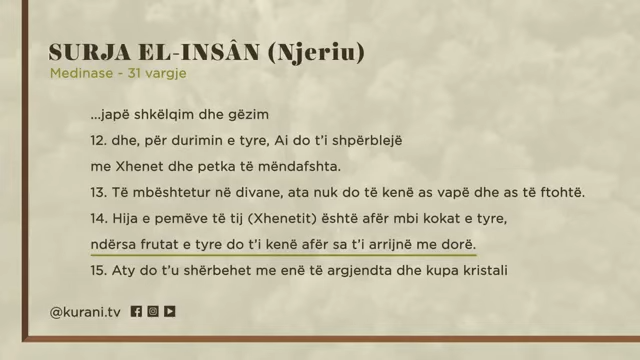 SURJA EL-INSÂN (Njeriu)
Medinase - 31 vargje
...japë shkëlqim dhe gëzim
12. dhe, për durimin e tyre, Ai do t'i shpërblejë
me Xhenet dhe petka të mëndafshta.
13. Të mbështetur në divane, ata nuk do të kenë as vapë dhe as të ftohtë.
14. Hija e pemëve të tij (Xhenetit) është afër mbi kokat e tyre,
ndërsa frutat e tyre do t'i kenë afër sa t'i arrijnë me dorë.
15. Aty do t'u shërbehet me enë të argjendta dhe kupa kristali
@kurani.tv